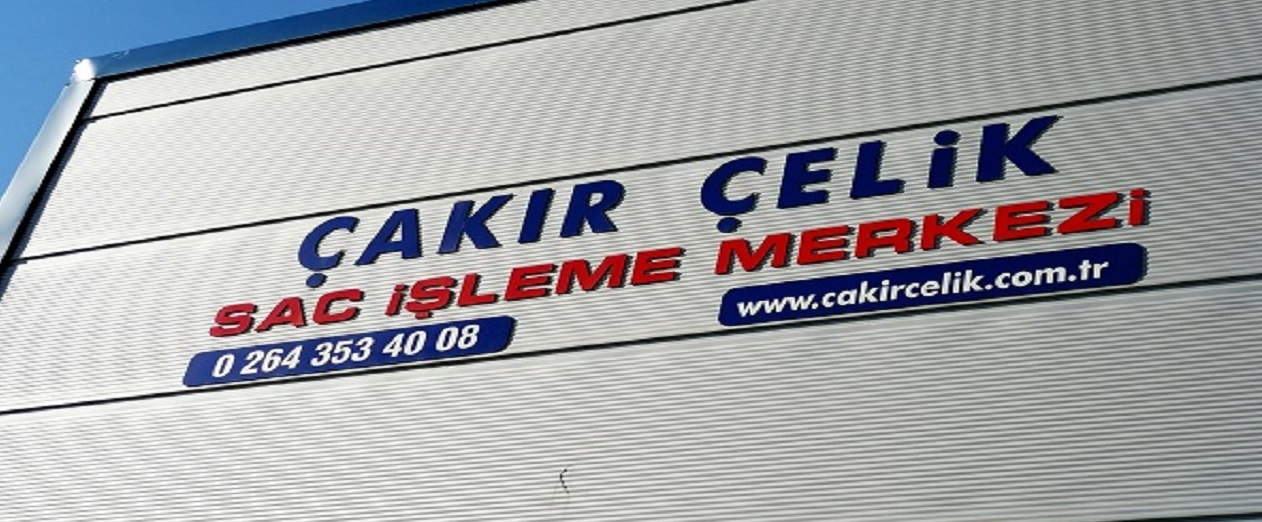 ÇAKIR ÇELİK
SAC İŞLEME MERKEZİ
0 264 353 40 08
www.cakircelik.com.tr